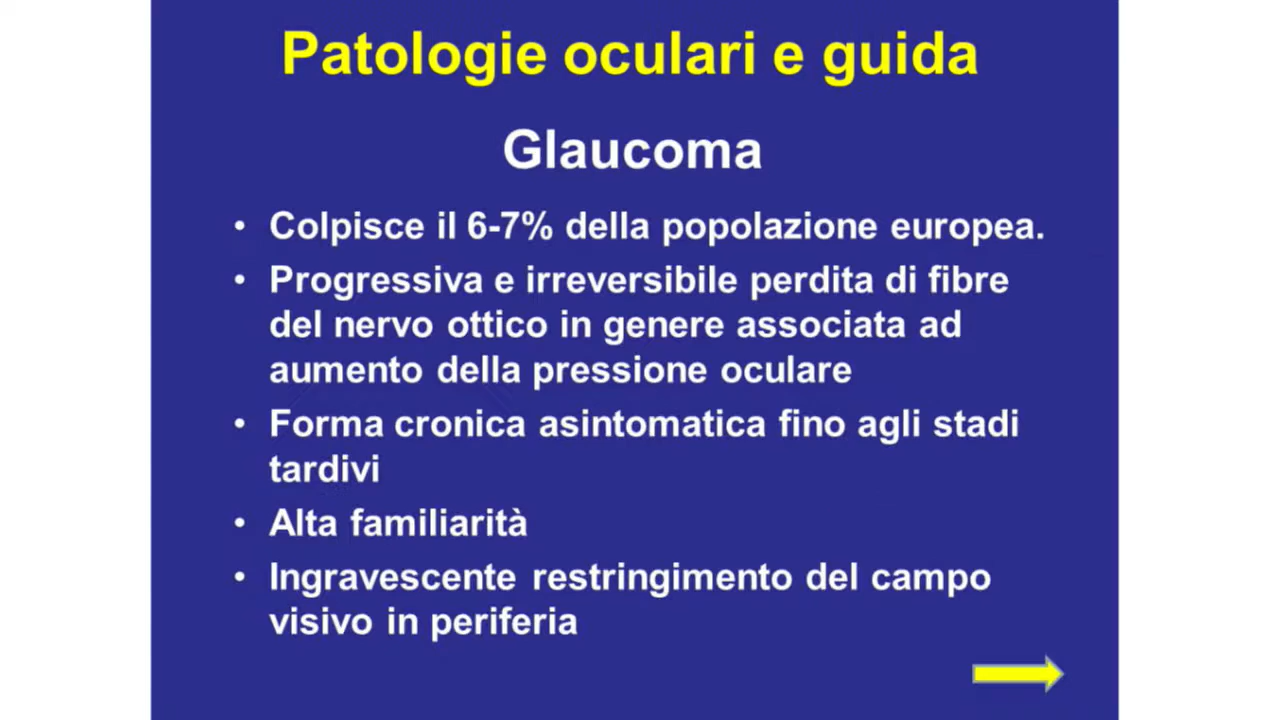 Patologie oculari e guida
Glaucoma
• Colpisce il 6-7% della popolazione europea.
• Progressiva e irreversibile perdita di fibre
del nervo ottico in genere associata ad
aumento della pressione oculare
• Forma cronica asintomatica fino agli stadi
tardivi
• Alta familiarità
• Ingravescente restringimento del campo
visivo in periferia